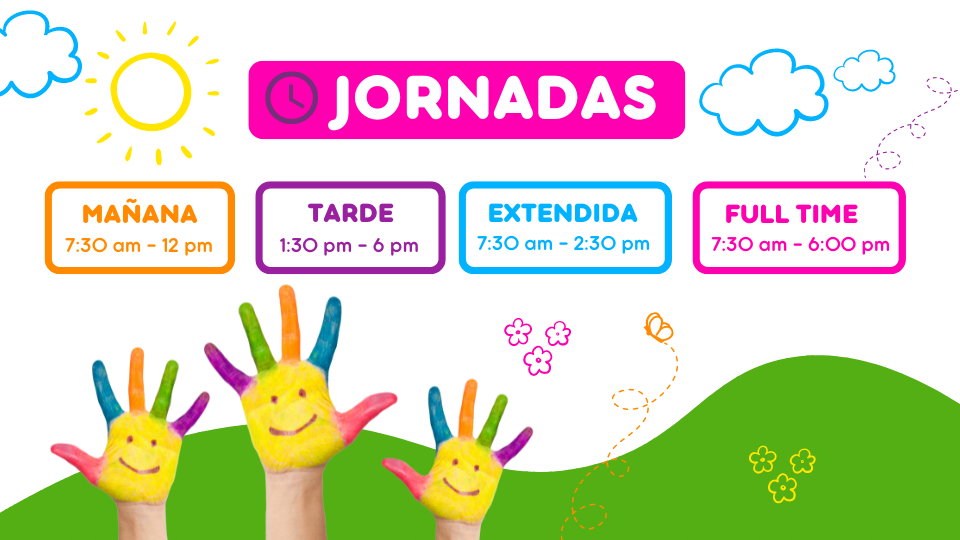 JORNADAS
MAÑANA
7:30 am - 12 pm
TARDE
1:30 pm - 6 pm
EXTENDIDA
7:30 am - 2:30 pm
FULL TIME
7:30 am - 6:00 pm